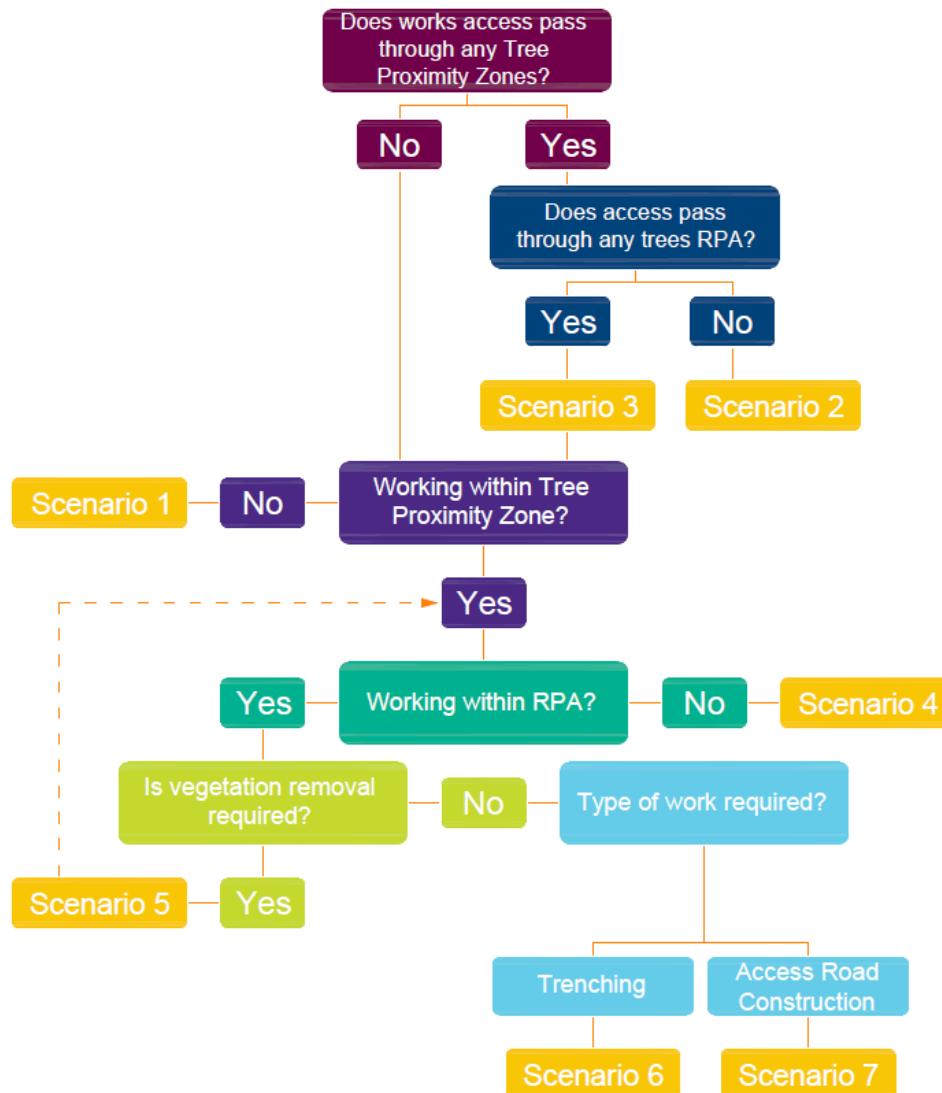 Does works access pass
through any Tree
Proximity Zones?
No
Yes
Does access pass
through any trees RPA?
Yes
No
Scenario 3
Scenario 2
Scenario 1
No
Working within Tree
Proximity Zone?
Yes
Yes
Working within RPA?
No
Scenario 4
Is vegetation removal
required?
No
Type of work required?
Scenario 5
Yes
Trenching
Access Road
Construction
Scenario 6
Scenario 7